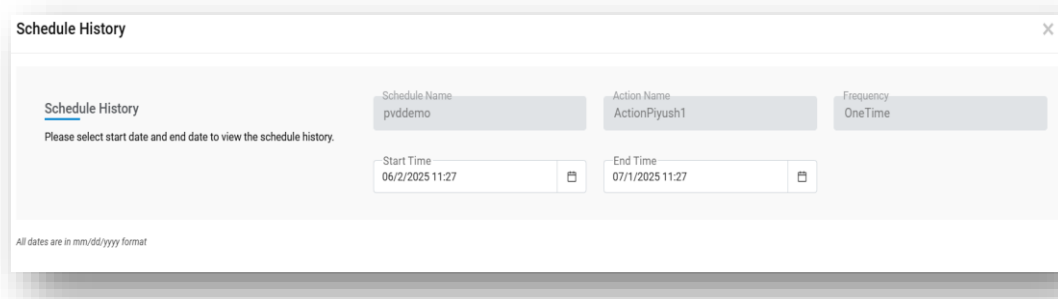 Schedule History
Schedule History
Please select start date and end date to view the schedule history.
Schedule Name
pvddemo
Action Name
ActionPiyush1
Frequency
OneTime
Start Time
06/2/2025 11:27
End Time
07/1/2025 11:27
All dates are in mm/dd/yyyy format